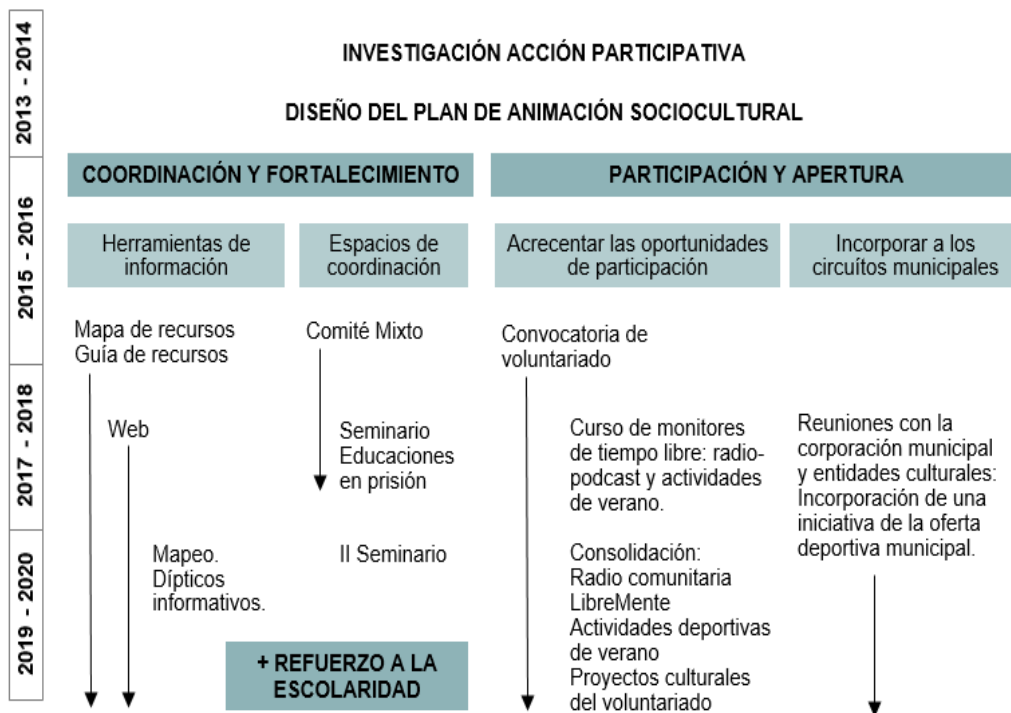 2013 - 2014
INVESTIGACIÓN ACCIÓN PARTICIPATIVA
DISEÑO DEL PLAN DE ANIMACIÓN SOCIOCULTURAL
2015 - 2016
COORDINACIÓN Y FORTALECIMIENTO
PARTICIPACIÓN Y APERTURA
Herramientas de
información
Espacios de
coordinación
Acrecentar las oportunidades
de participación
Incorporar a los
circuítos municipales
Mapa de recursos
Guía de recursos
Comité Mixto
Convocatoria de
voluntariado
2017 - 2018
Web
Seminario
Educaciones
en prisión
Curso de monitores
de tiempo libre: radio-
podcast y actividades
de verano.
Reuniones con la
corporación municipal
y entidades culturales:
Incorporación de una
iniciativa de la oferta
deportiva municipal.
2019 - 2020
Mapeo.
Dípticos
informativos.
II Seminario
Consolidación:
Radio comunitaria
LibreMente
Actividades deportivas
de verano
Proyectos culturales
del voluntariado
+ REFUERZO A LA
ESCOLARIDAD